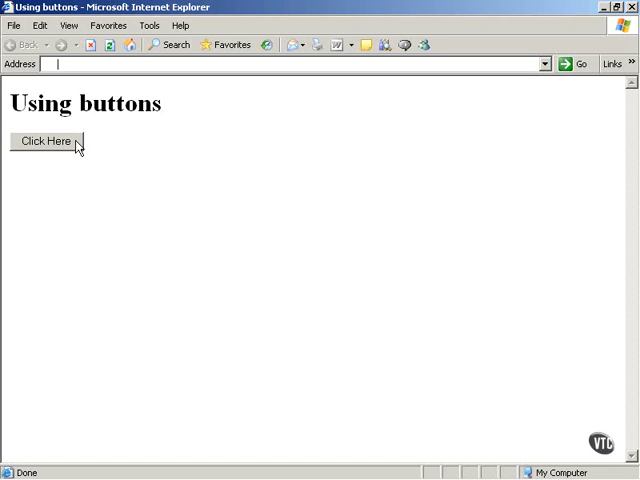 Using buttons - Microsoft Internet Explorer
File Edit View Favorites Tools Help
Back Search Favorites W
Address Go Links »
Using buttons
Click Here
VTC
Done My Computer